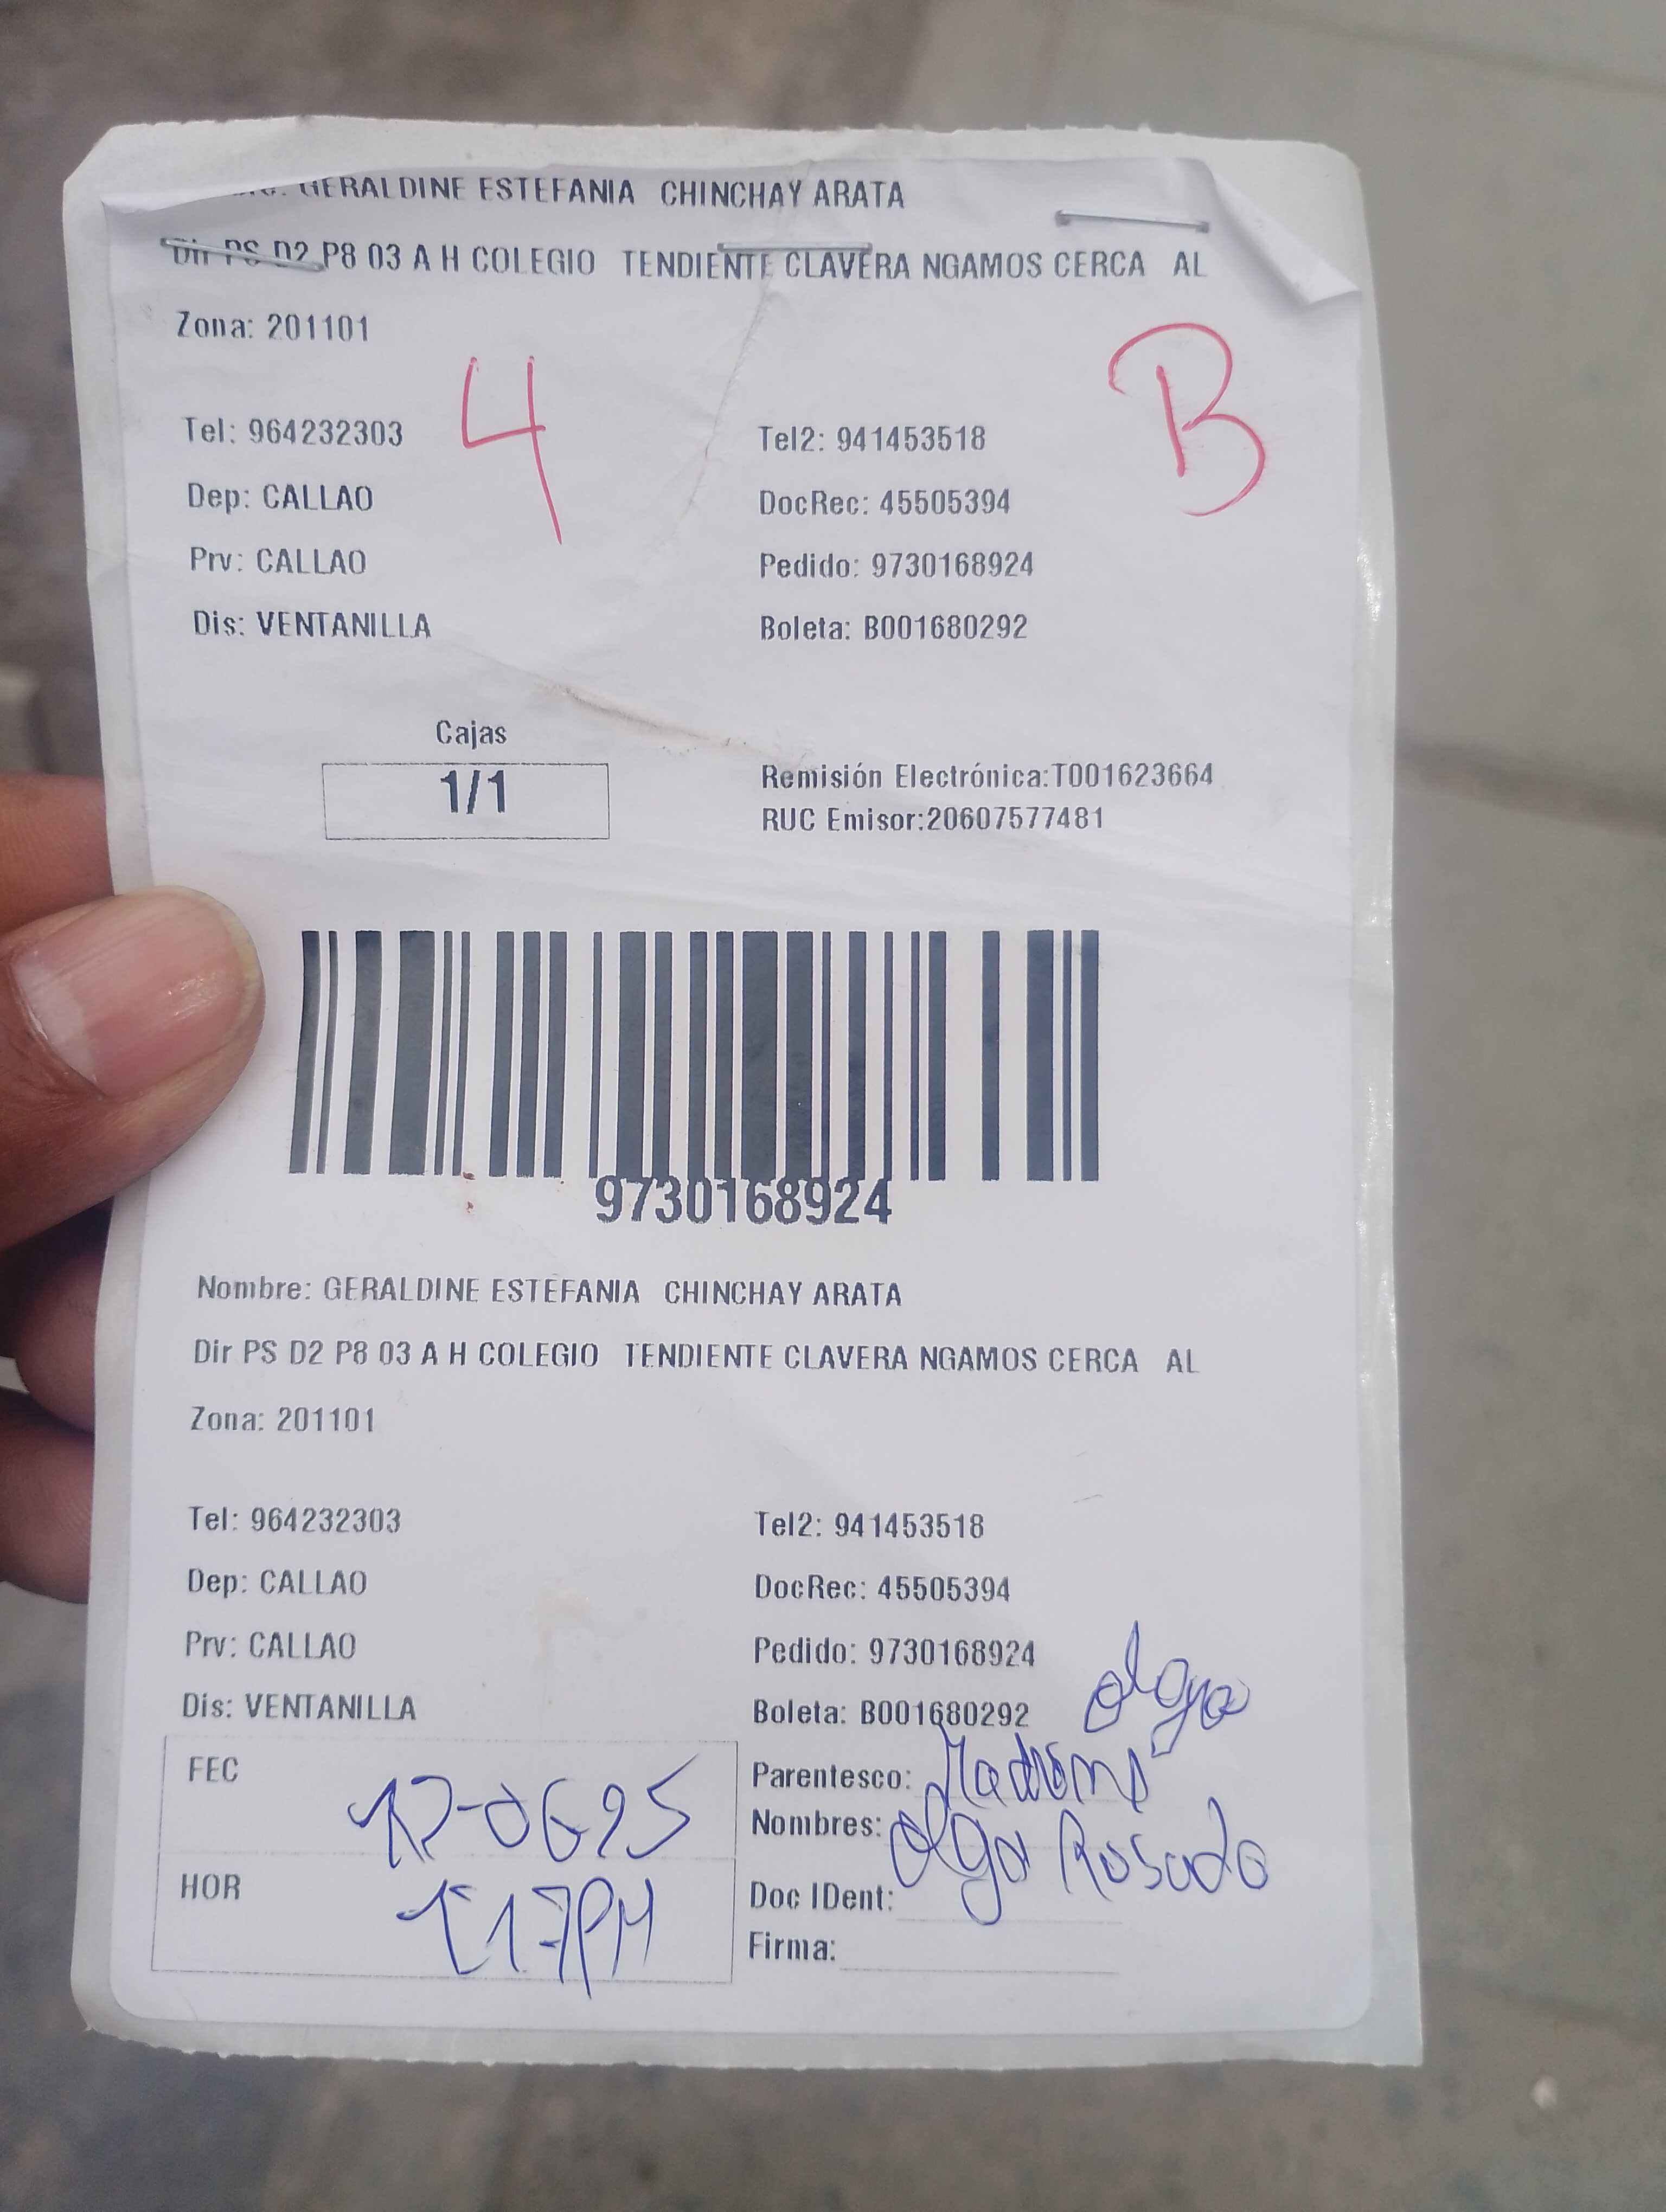 GERALDINE ESTEFANIA CHINCHAY ARATA
Dir PS D2 P8 03 A H COLEGIO TENDIENTE CLAVERA NGAMOS CERCA AL
Zona: 201101
4
B
Tel: 964232303 Tel2: 941453518
Dep: CALLAO DocRec: 45505394
Prv: CALLAO Pedido: 9730168924
Dis: VENTANILLA Boleta: B001680292
Cajas
1/1
Remisión Electrónica:T001623664
RUC Emisor:20607577481
9730168924
Nombre: GERALDINE ESTEFANIA CHINCHAY ARATA
Dir PS D2 P8 03 A H COLEGIO TENDIENTE CLAVERA NGAMOS CERCA AL
Zona: 201101
Tel: 964232303 Tel2: 941453518
Dep: CALLAO DocRec: 45505394
Prv: CALLAO Pedido: 9730168924
Dis: VENTANILLA Boleta: B001680292
olga
FEC
Parentesco:
Nombres: olga Rosado
HOR
Doc IDent:
Firma: